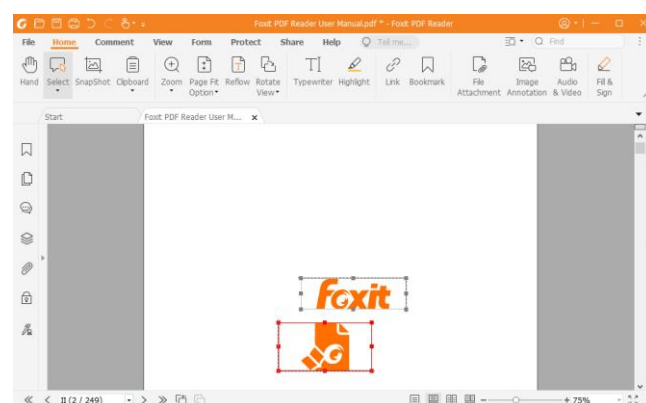 Foxit PDF Reader User Manual.pdf * - Foxit PDF Reader
File Home Comment View Form Protect Share Help Tell me... Find
Hand Select SnapShot Clipboard Zoom Page Fit Option Reflow Rotate View Typewriter Highlight Link Bookmark File Attachment Image Annotation Audio & Video Fill & Sign
Start Foxit PDF Reader User M... x
foxit
II (2 / 249) 75%